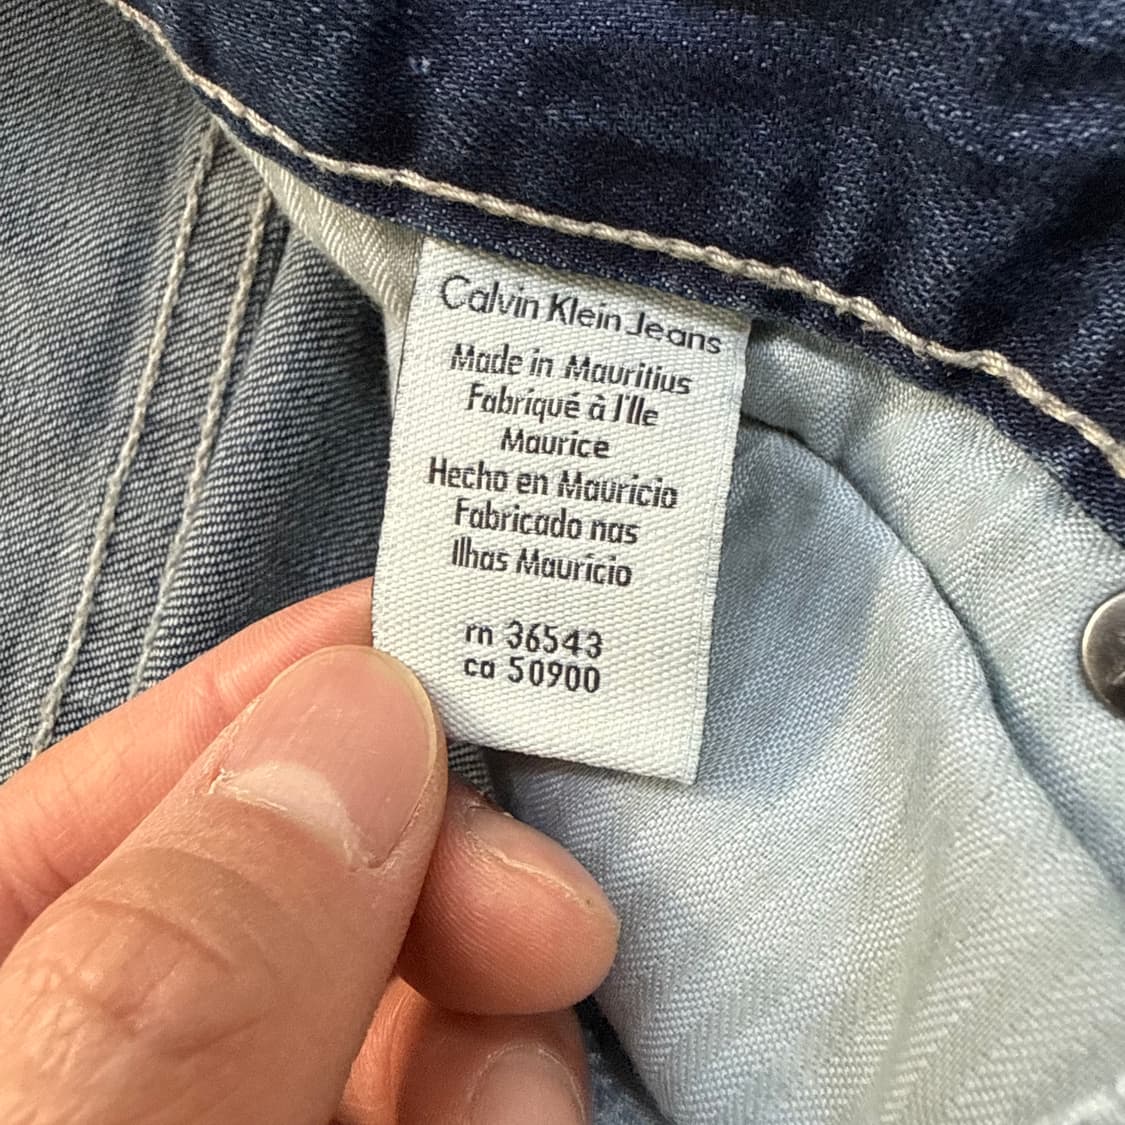 Calvin Klein Jeans
Made in Mauritius
Fabriqué à l'Ile
Maurice
Hecho en Mauricio
Fabricado nas
Ilhas Maurício
rn 36543
ca 50900